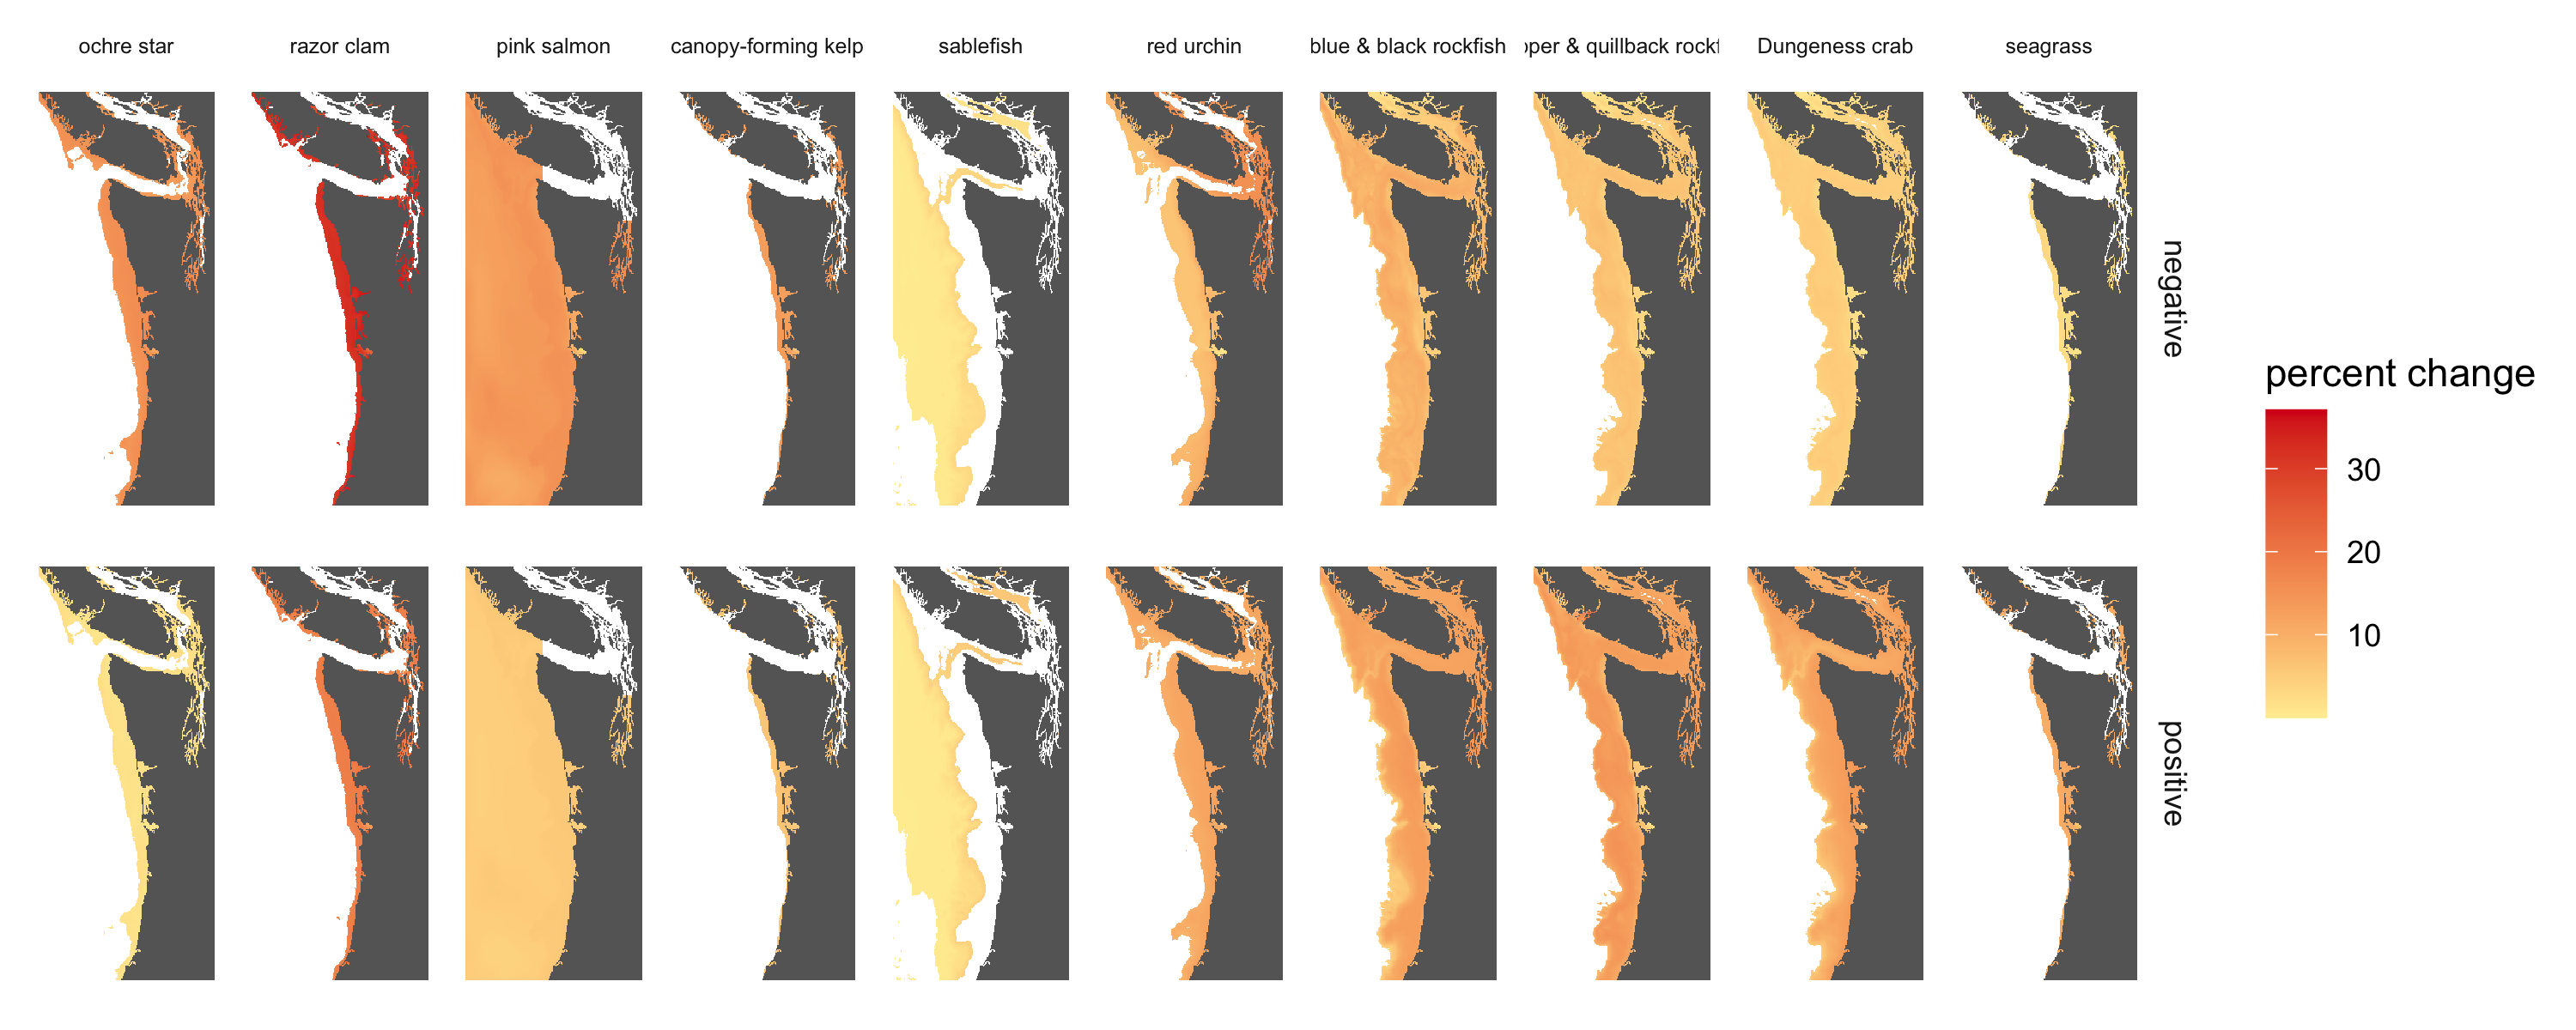 ochre star
razor clam
pink salmon
canopy-forming kelp
sablefish
red urchin
blue & black rockfish
pper & quillback rockf
Dungeness crab
seagrass
negative
positive
percent change
30
20
10